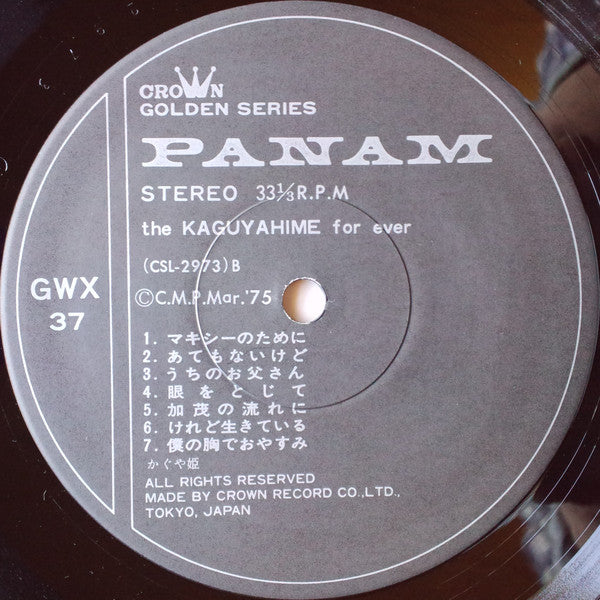 CROWN
GOLDEN SERIES
PANAM
STEREO 33⅓R.P.M
the KAGUYAHIME for ever
(CSL-2973)B
©C.M.P.Mar.'75
GWX
37
1. マキシーのために
2. あてもないけど
3. うちのお父さん
4. 眼をとじて
5. 加茂の流れに
6. けれど生きている
7. 僕の胸でおやすみ
かぐや姫
ALL RIGHTS RESERVED
MADE BY CROWN RECORD CO.,LTD.,
TOKYO, JAPAN